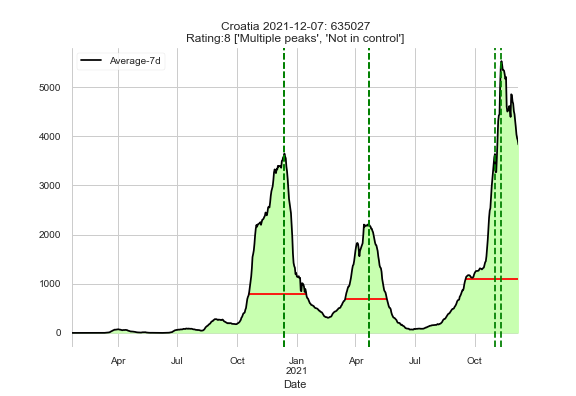 Croatia 2021-12-07: 635027
Rating:8 ['Multiple peaks', 'Not in control']
Average-7d
5000
4000
3000
2000
1000
0
Apr Jul Oct Jan Apr Jul Oct
2021
Date